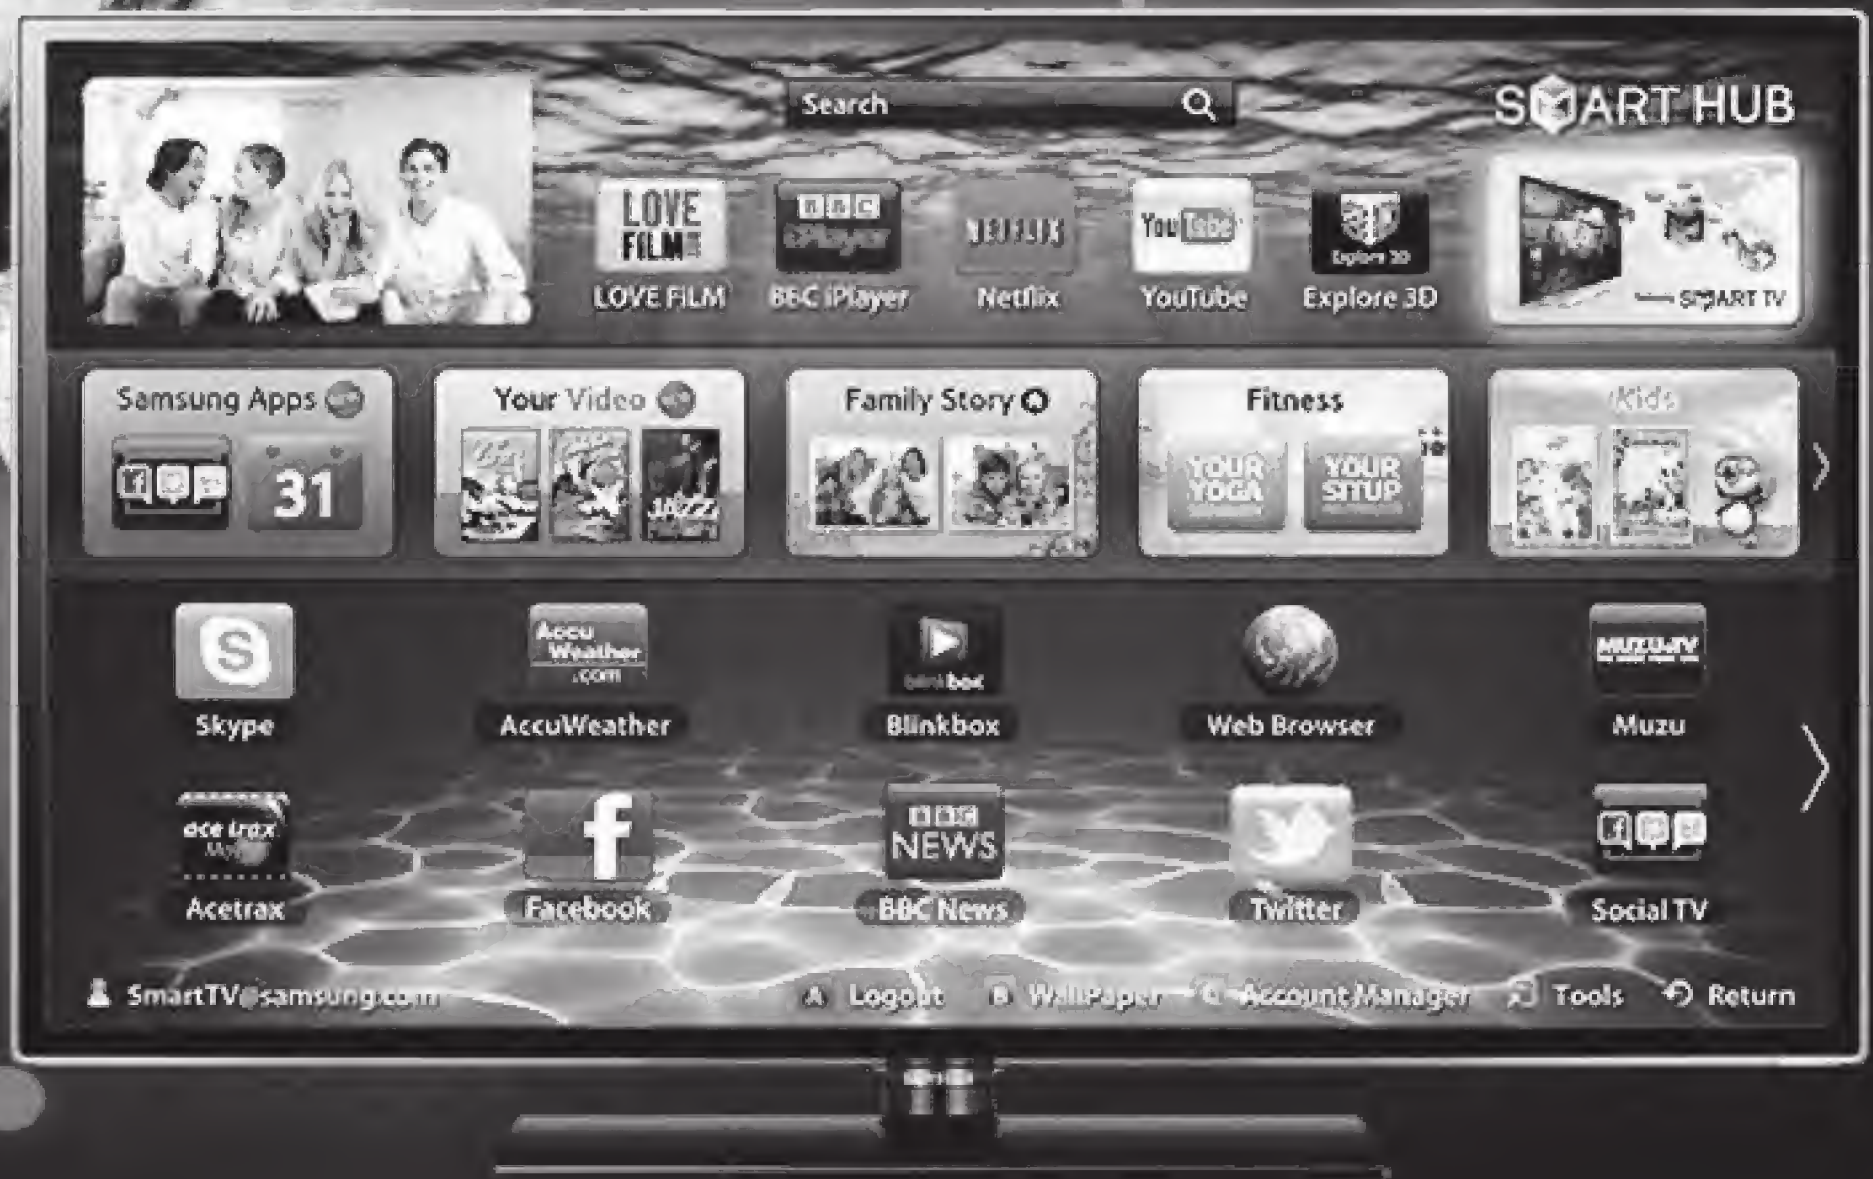 Search
SMART HUB
LOVE
FILM
BBC
iPlayer
NETFLIX
YouTube
Explore 3D
SMART TV
LOVE FiLM
BBC iPlayer
Netflix
YouTube
Explore 3D
Samsung Apps
Your Video
Family Story
Fitness
Kids
31
JAZZ
YOUR
YOGA
YOUR
SITUP
S
Accu
Weather
.com
blinkbox
MUZU.TV
Skype
AccuWeather
Blinkbox
Web Browser
Muzu
ace trax
f
BBC
NEWS
Acetrax
Facebook
BBC News
Twitter
Social TV
SmartTV@samsung.com
A Logout
B WallPaper
C Account Manager
Tools
Return